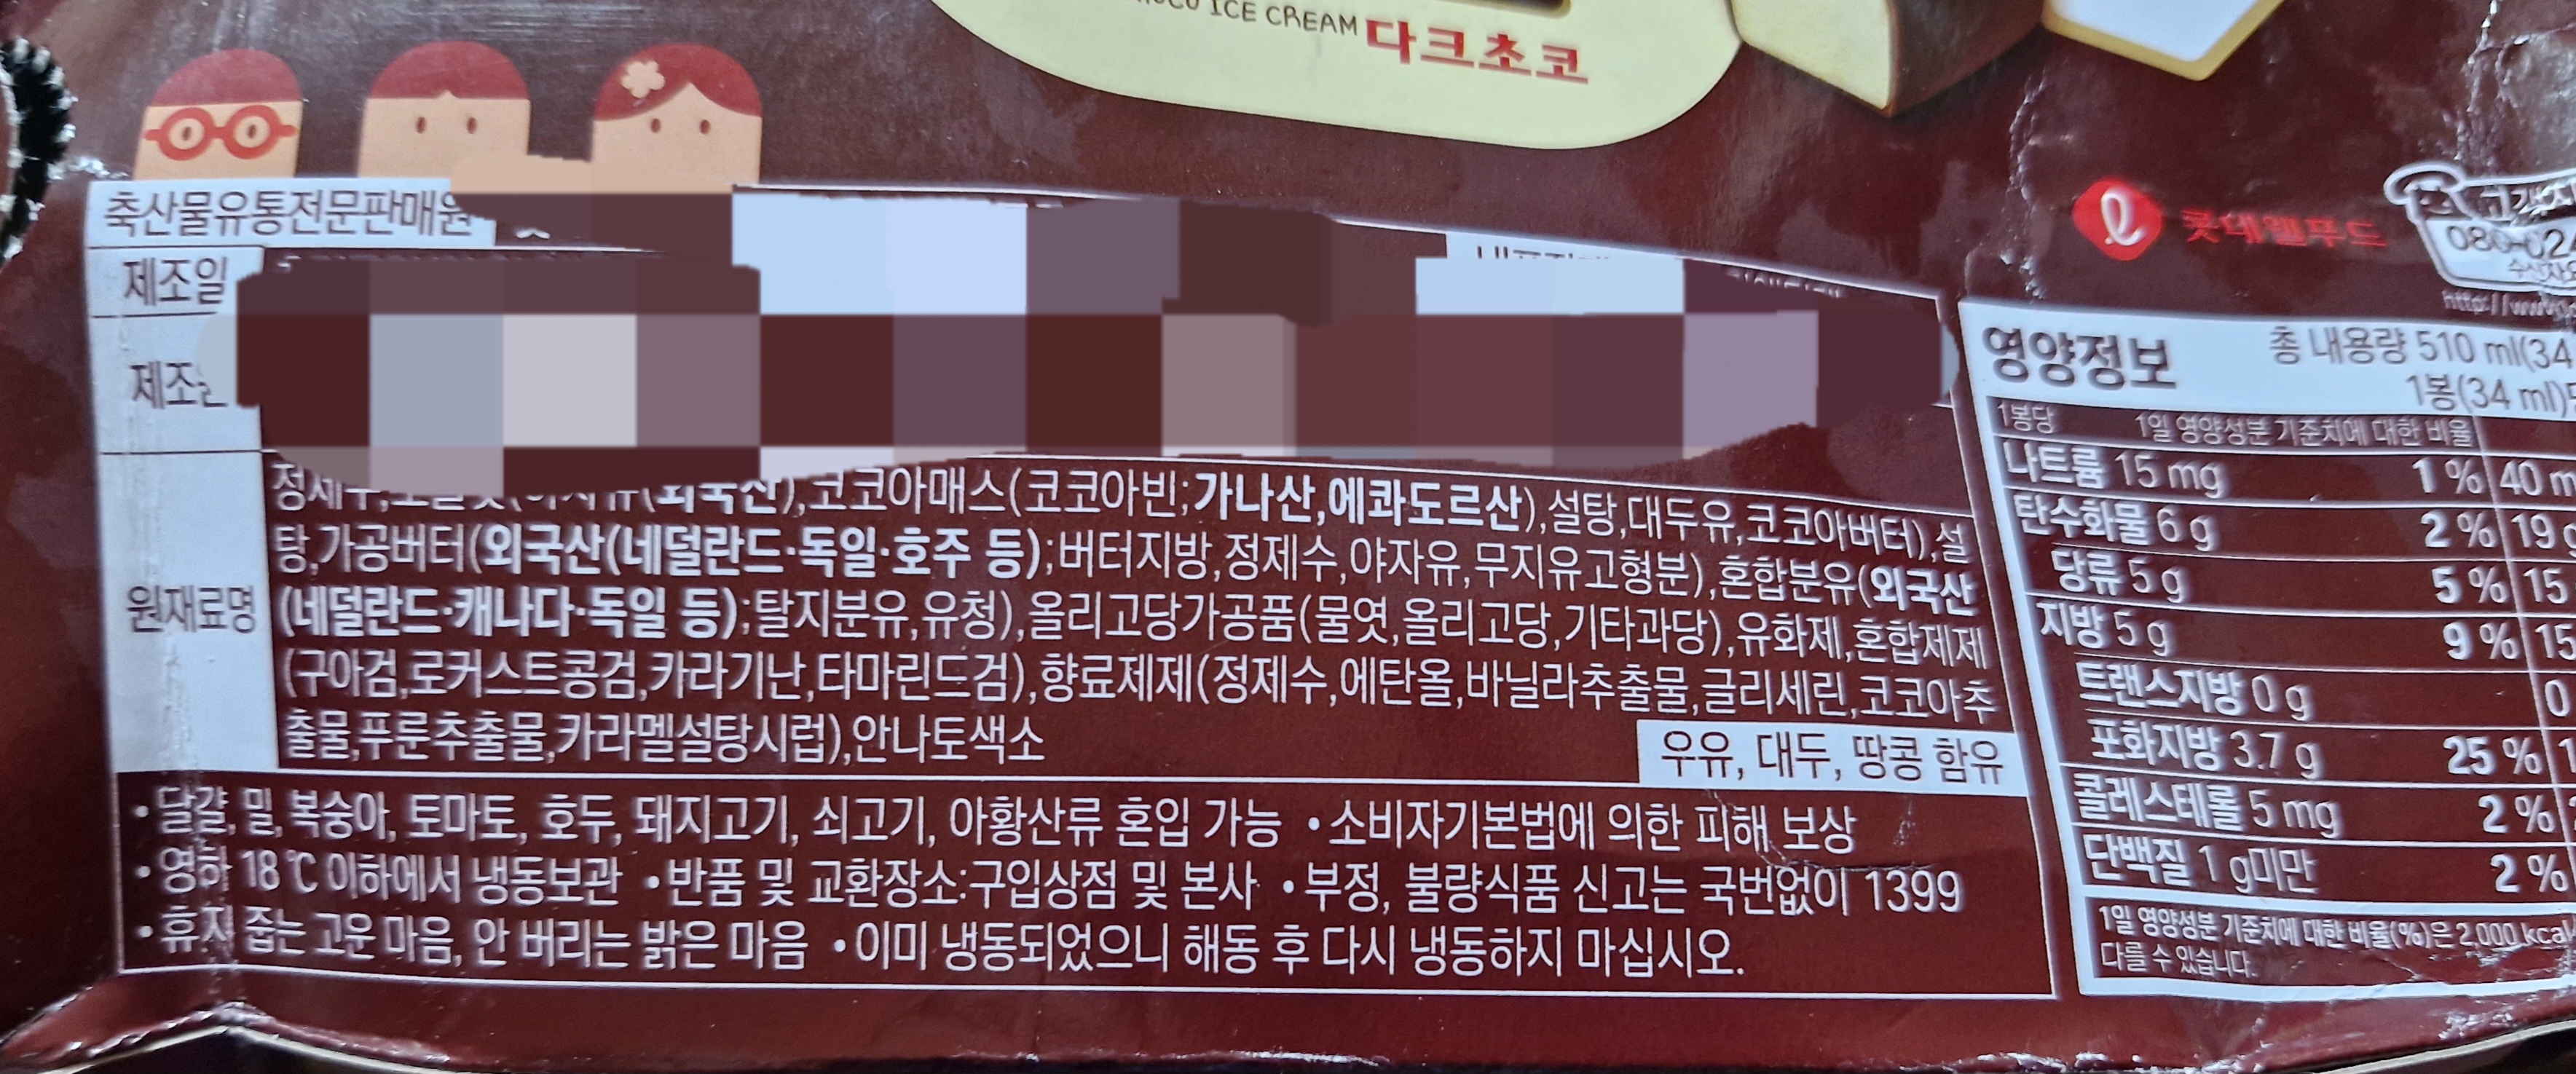 ICE CREAM 다크초코
축산물유통전문판매원
제조일
코코아매스(코코아빈;가나산,에콰도르산),설탕,대두유,코코아버터),설
탕,가공버터(외국산(네덜란드·독일·호주 등);버터지방,정제수,야자유,무지유고형분),혼합분유(외국산
원재료명 (네덜란드·캐나다·독일 등);탈지분유,유청),올리고당가공품(물엿,올리고당,기타과당),유화제,혼합제제
(구아검,로커스트콩검,카라기난,타마린드검),향료제제(정제수,에탄올,바닐라추출물,글리세린,코코아추
출물,푸룬추출물,카라멜설탕시럽),안나토색소
우유, 대두, 땅콩 함유
• 달걀, 밀, 복숭아, 토마토, 호두, 돼지고기, 쇠고기, 아황산류 혼입 가능 • 소비자기본법에 의한 피해 보상
• 영하 18 ℃ 이하에서 냉동보관 • 반품 및 교환장소:구입상점 및 본사 • 부정, 불량식품 신고는 국번없이 1399
• 휴지 줍는 고운 마음, 안 버리는 밝은 마음 • 이미 냉동되었으니 해동 후 다시 냉동하지 마십시오.
롯데웰푸드
영양정보 총 내용량 510 ml(34
1봉(34 ml)
1봉당 1일 영양성분 기준치에 대한 비율
나트륨 15 mg 1 % 40 m
탄수화물 6 g 2 % 19 g
당류 5 g 5 % 15
지방 5 g 9 % 15
트랜스지방 0 g 0
포화지방 3.7 g 25 % 1
콜레스테롤 5 mg 2 %
단백질 1 g미만 2 %
1일 영양성분 기준치에 대한 비율(%)은 2,000 kcal
다를 수 있습니다.